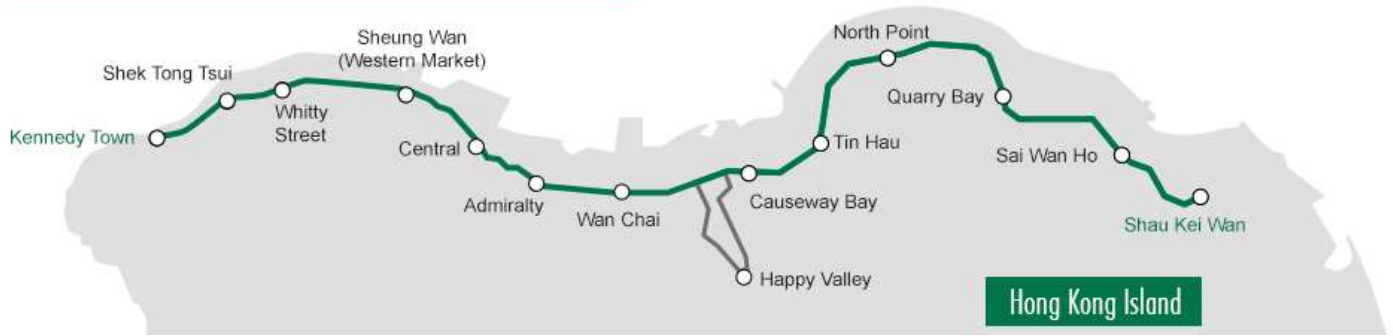 Kennedy Town
Shek Tong Tsui
Whitty
Street
Sheung Wan
(Western Market)
Central
Admiralty
Wan Chai
Causeway Bay
Happy Valley
Tin Hau
North Point
Quarry Bay
Sai Wan Ho
Shau Kei Wan
Hong Kong Island